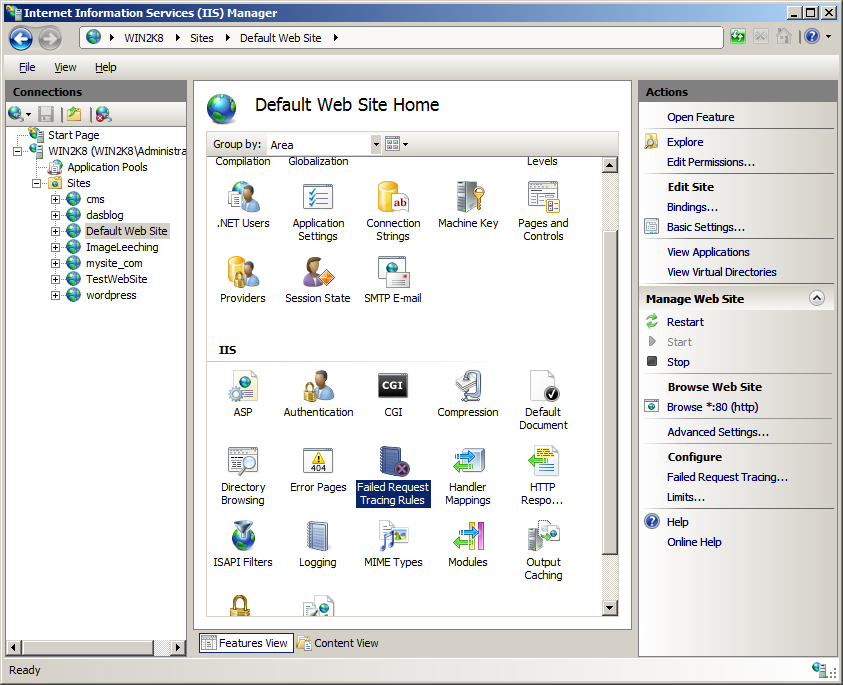 Internet Information Services (IIS) Manager
WIN2K8 Sites Default Web Site
File View Help
Connections
Start Page
WIN2K8 (WIN2K8\Administra
Application Pools
Sites
cms
dasblog
Default Web Site
ImageLeeching
mysite_com
TestWebSite
wordpress
Default Web Site Home
Group by: Area
Compilation Globalization Levels
.NET Users Application Connection Machine Key Pages and
Settings Strings Controls
Providers Session State SMTP E-mail
IIS
CGI
ASP Authentication CGI Compression Default
Document
ab
404
Directory Error Pages Failed Request Handler HTTP
Browsing Tracing Rules Mappings Respo...
ISAPI Filters Logging MIME Types Modules Output
Caching
Features View Content View
Actions
Open Feature
Explore
Edit Permissions...
Edit Site
Bindings...
Basic Settings...
View Applications
View Virtual Directories
Manage Web Site
Restart
Start
Stop
Browse Web Site
Browse *:80 (http)
Advanced Settings...
Configure
Failed Request Tracing...
Limits...
Help
Online Help
Ready